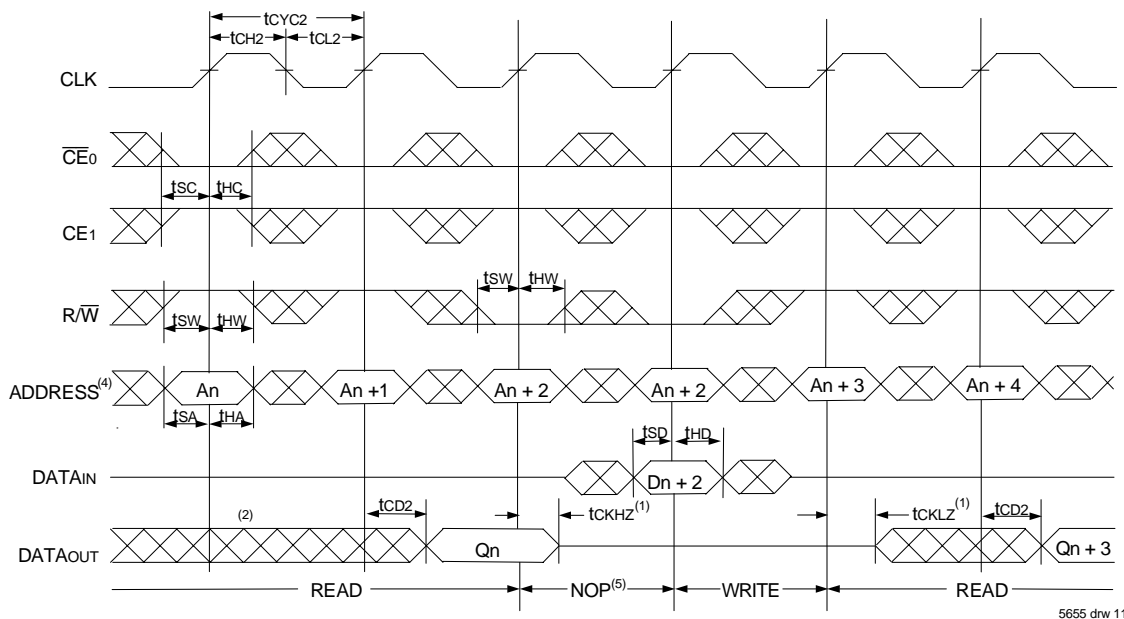 tCYC2
tCH2 tCL2
CLK
CE0
tSC tHC
CE1
tSW tHW
R/W
tSW tHW
ADDRESS(4) An An +1 An + 2 An + 2 An + 3 An + 4
tSA tHA
tSD tHD
DATAIN Dn + 2
tCD2 tCKHZ(1) tCKLZ(1) tCD2
(2)
DATAOUT Qn Qn + 3
READ NOP(5) WRITE READ
5655 drw 11